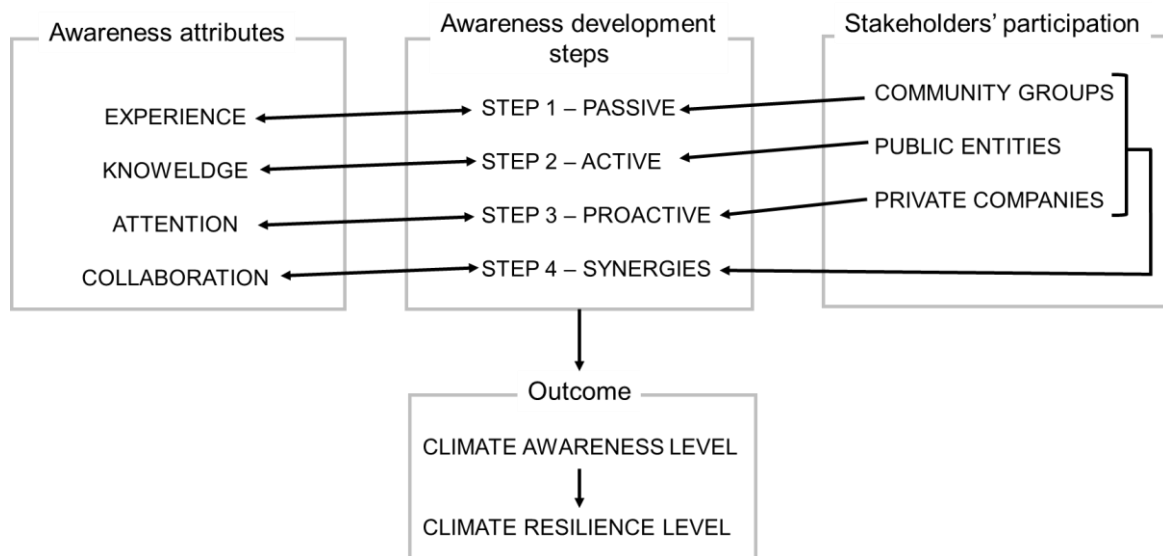 Awareness attributes
EXPERIENCE
KNOWELDGE
ATTENTION
COLLABORATION
Awareness development
steps
STEP 1 – PASSIVE
STEP 2 – ACTIVE
STEP 3 – PROACTIVE
STEP 4 – SYNERGIES
Stakeholders’ participation
COMMUNITY GROUPS
PUBLIC ENTITIES
PRIVATE COMPANIES
Outcome
CLIMATE AWARENESS LEVEL
CLIMATE RESILIENCE LEVEL